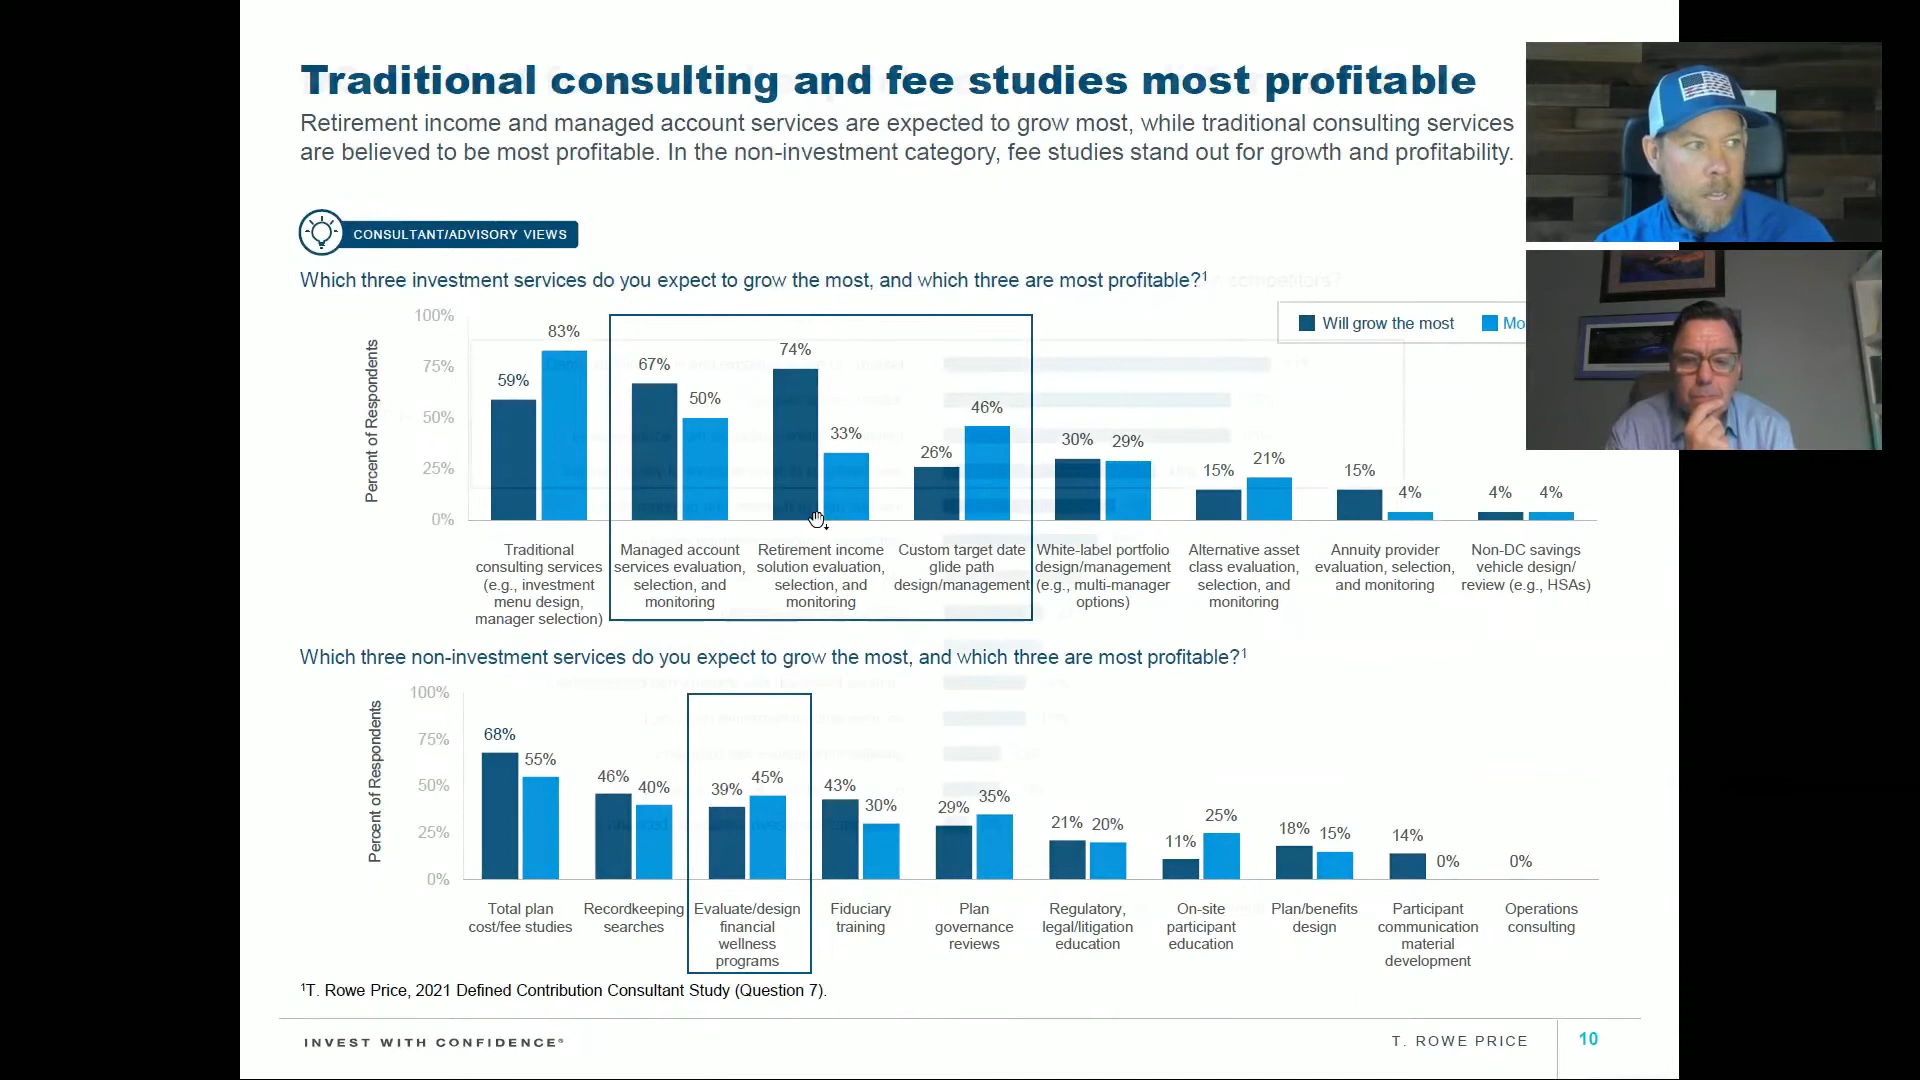 Traditional consulting and fee studies most profitable
Retirement income and managed account services are expected to grow most, while traditional consulting services
are believed to be most profitable. In the non-investment category, fee studies stand out for growth and profitability.
CONSULTANT/ADVISORY VIEWS
Which three investment services do you expect to grow the most, and which three are most profitable?¹
Will grow the most
Mo
Percent of Respondents
100%
75%
50%
25%
0%
59%
83%
67%
50%
74%
33%
26%
46%
30%
29%
15%
21%
15%
4%
4%
4%
Traditional
consulting services
(e.g., investment
menu design,
manager selection)
Managed account
services evaluation,
selection, and
monitoring
Retirement income
solution evaluation,
selection, and
monitoring
Custom target date
glide path
design/management
White-label portfolio
design/management
(e.g., multi-manager
options)
Alternative asset
class evaluation,
selection, and
monitoring
Annuity provider
evaluation, selection,
and monitoring
Non-DC savings
vehicle design/
review (e.g., HSAs)
Which three non-investment services do you expect to grow the most, and which three are most profitable?¹
Percent of Respondents
100%
75%
50%
25%
0%
68%
55%
46%
40%
39%
45%
43%
30%
29%
35%
21%
20%
11%
25%
18%
15%
14%
0%
0%
Total plan
cost/fee studies
Recordkeeping
searches
Evaluate/design
financial
wellness
programs
Fiduciary
training
Plan
governance
reviews
Regulatory,
legal/litigation
education
On-site
participant
education
Plan/benefits
design
Participant
communication
material
development
Operations
consulting
¹T. Rowe Price, 2021 Defined Contribution Consultant Study (Question 7).
INVEST WITH CONFIDENCE®
T. ROWE PRICE
10